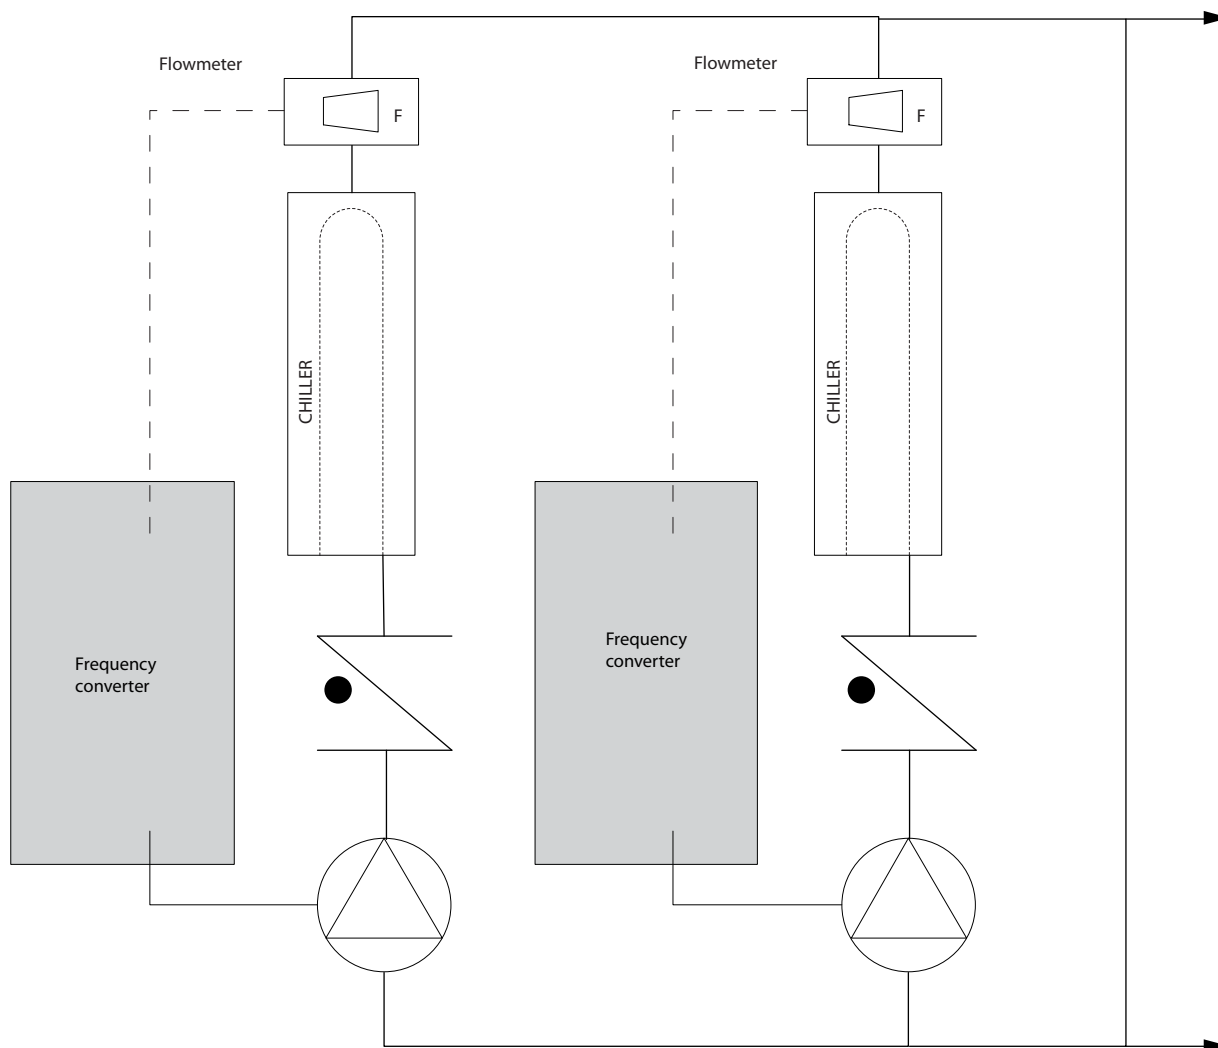 Flowmeter
Flowmeter
F
F
CHILLER
CHILLER
Frequency
converter
Frequency
converter